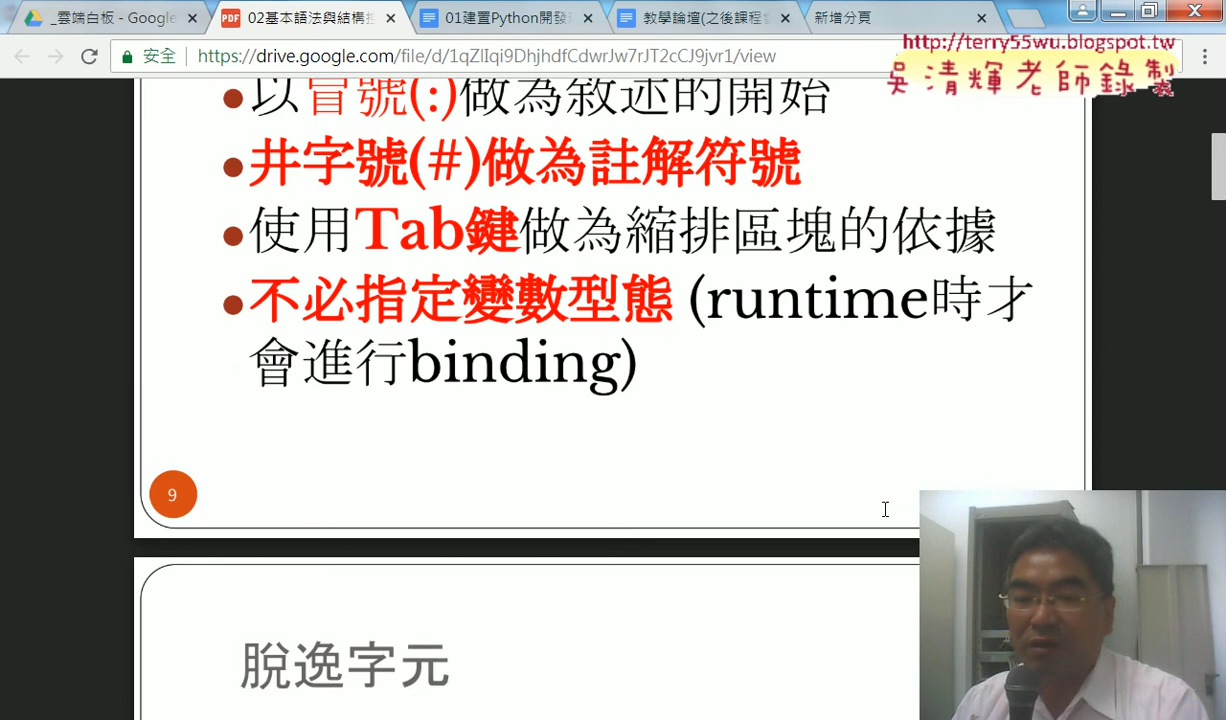 _雲端白板 - Google
02基本語法與結構控
01建置Python開發環
教學論壇(之後課程會
新增分頁
安全
https://drive.google.com/file/d/1qZlIqi9DhjhdfCdwrJw7rJT2cCJ9jvr1/view
http://terry55wu.blogspot.tw
吳清輝老師錄製
以冒號(:)做為敘述的開始
井字號(#)做為註解符號
使用Tab鍵做為縮排區塊的依據
不必指定變數型態 (runtime時才
會進行binding)
9
脫逸字元